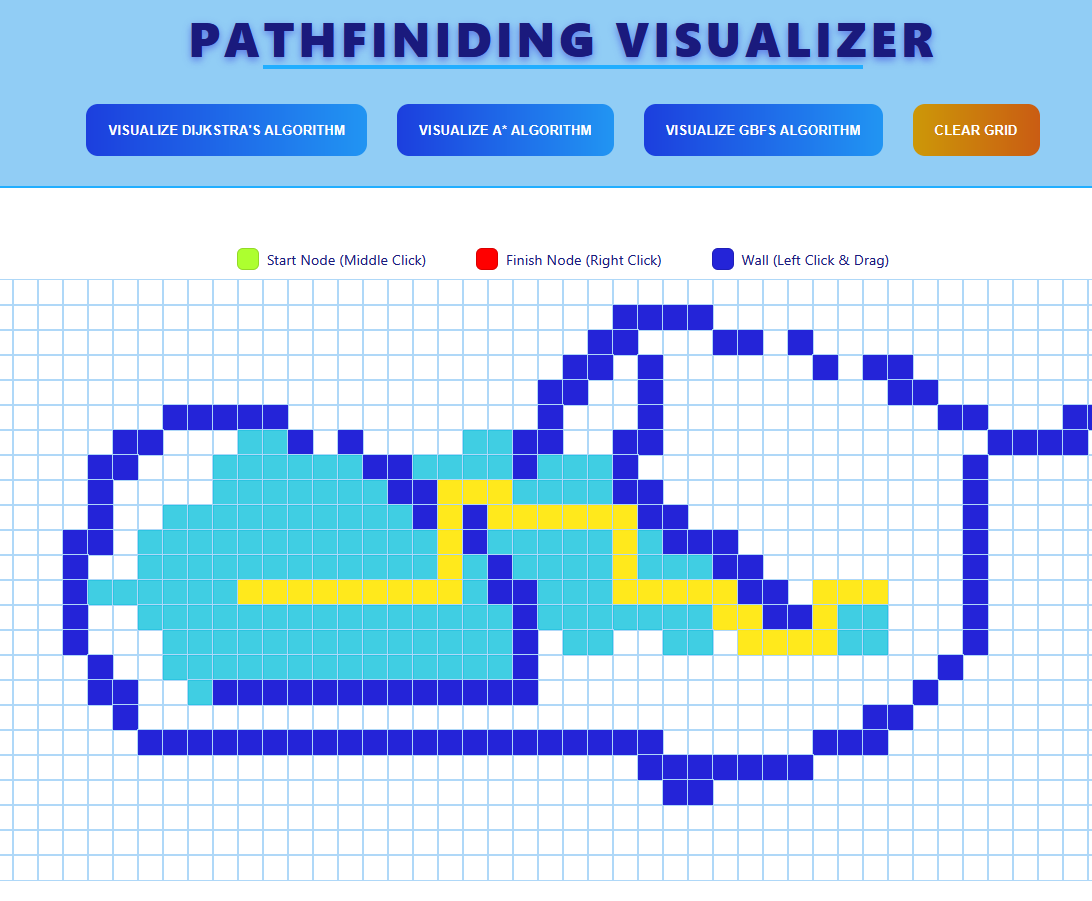 PATHFINIDING VISUALIZER
VISUALIZE DIJKSTRA'S ALGORITHM
VISUALIZE A* ALGORITHM
VISUALIZE GBFS ALGORITHM
CLEAR GRID
Start Node (Middle Click)
Finish Node (Right Click)
Wall (Left Click & Drag)